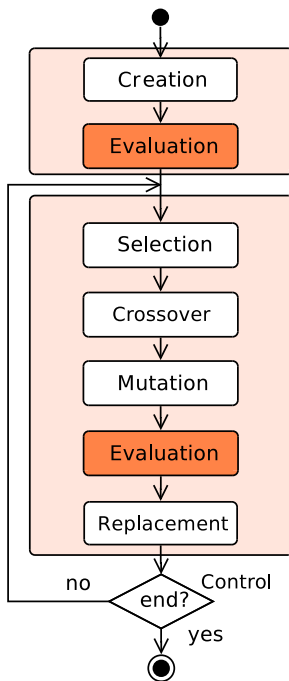 Creation
Evaluation
Selection
Crossover
Mutation
Evaluation
Replacement
no
Control
end?
yes